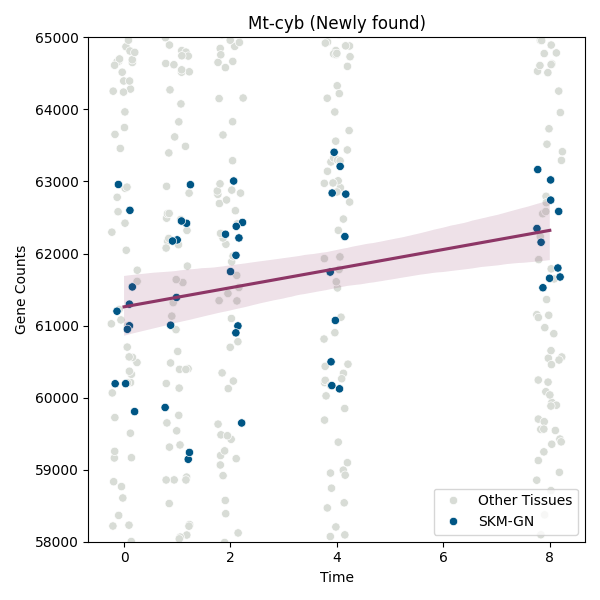 Mt-cyb (Newly found)
Gene Counts
65000
64000
63000
62000
61000
60000
59000
58000
0 2 4 6 8
Time
Other Tissues
SKM-GN